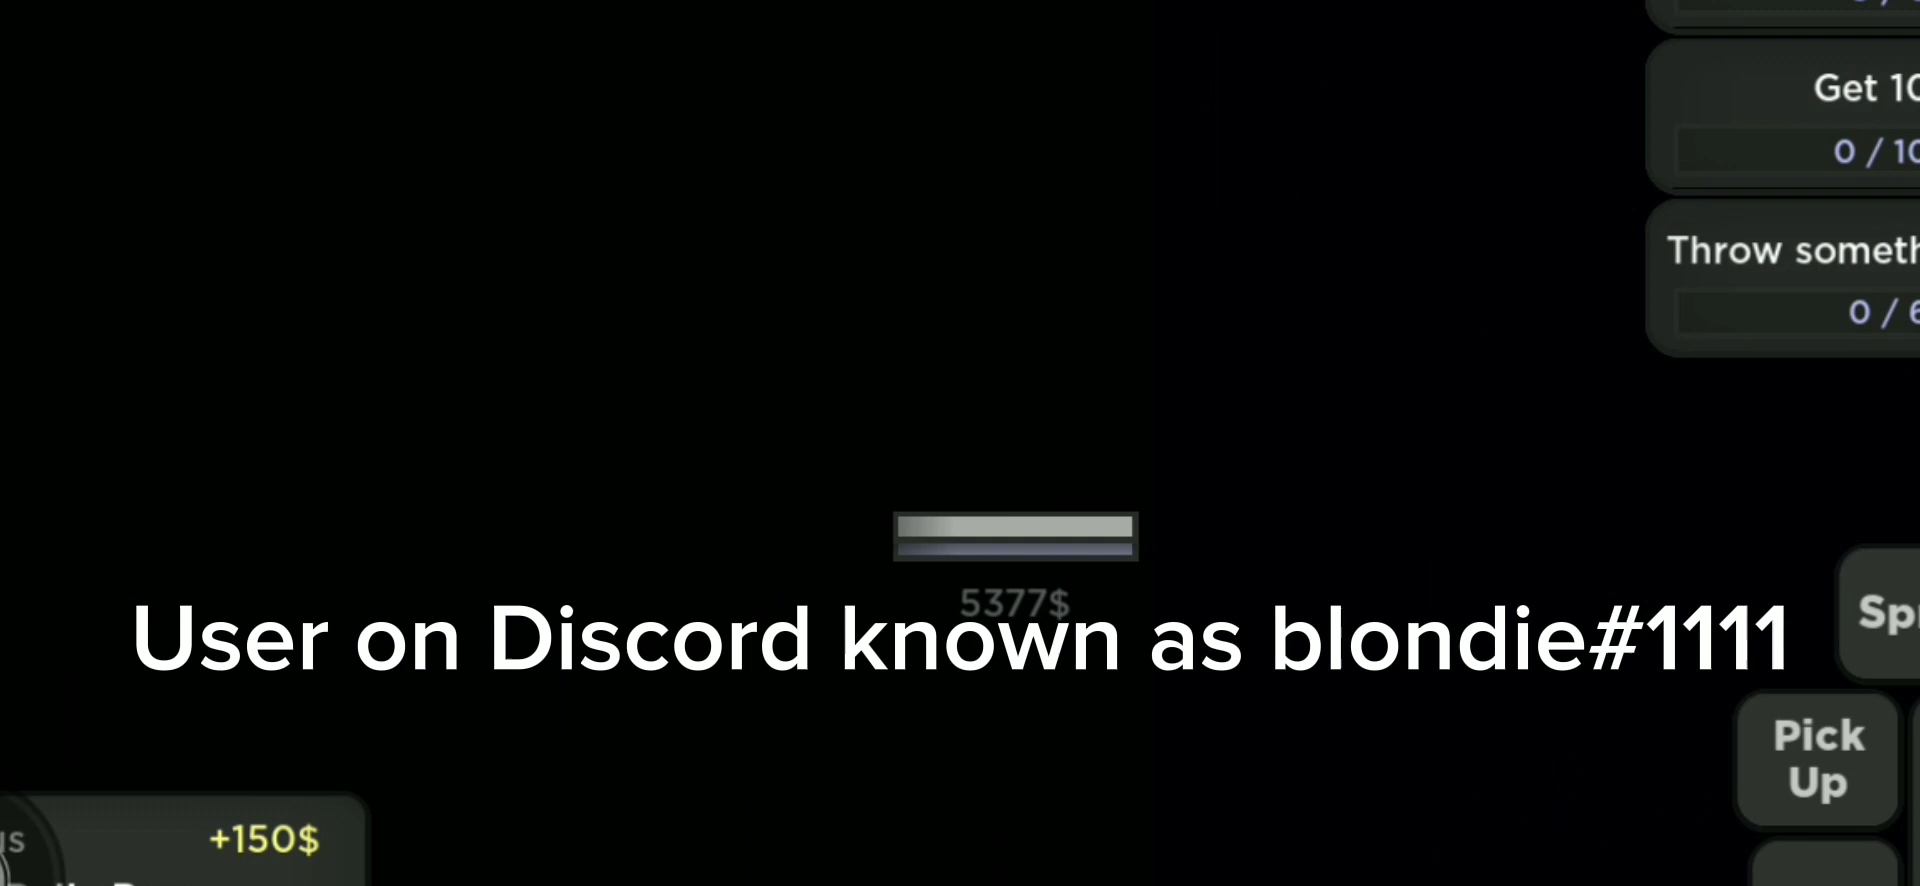 Get 10
0 / 10
Throw someth
0 / 6
5377$
User on Discord known as blondie#1111
Pick
Up
+150$